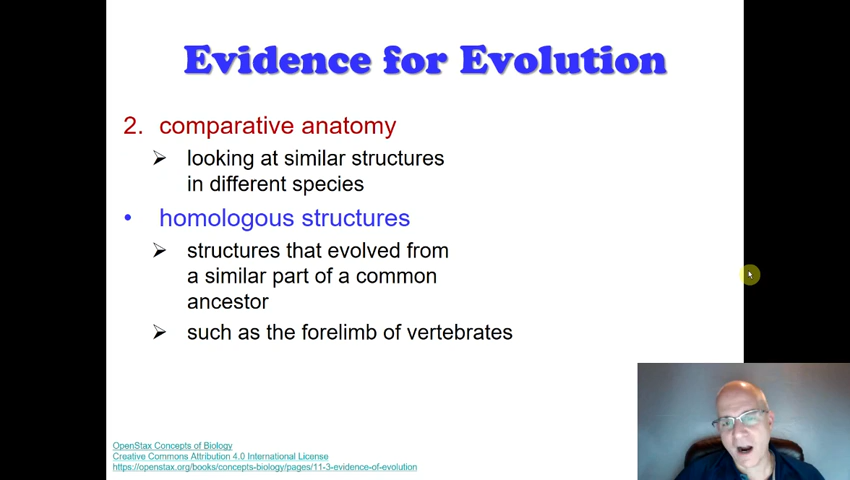 Evidence for Evolution
2. comparative anatomy
➢ looking at similar structures
in different species
• homologous structures
➢ structures that evolved from
a similar part of a common
ancestor
➢ such as the forelimb of vertebrates
OpenStax Concepts of Biology
Creative Commons Attribution 4.0 International License
https://openstax.org/books/concepts-biology/pages/11-3-evidence-of-evolution